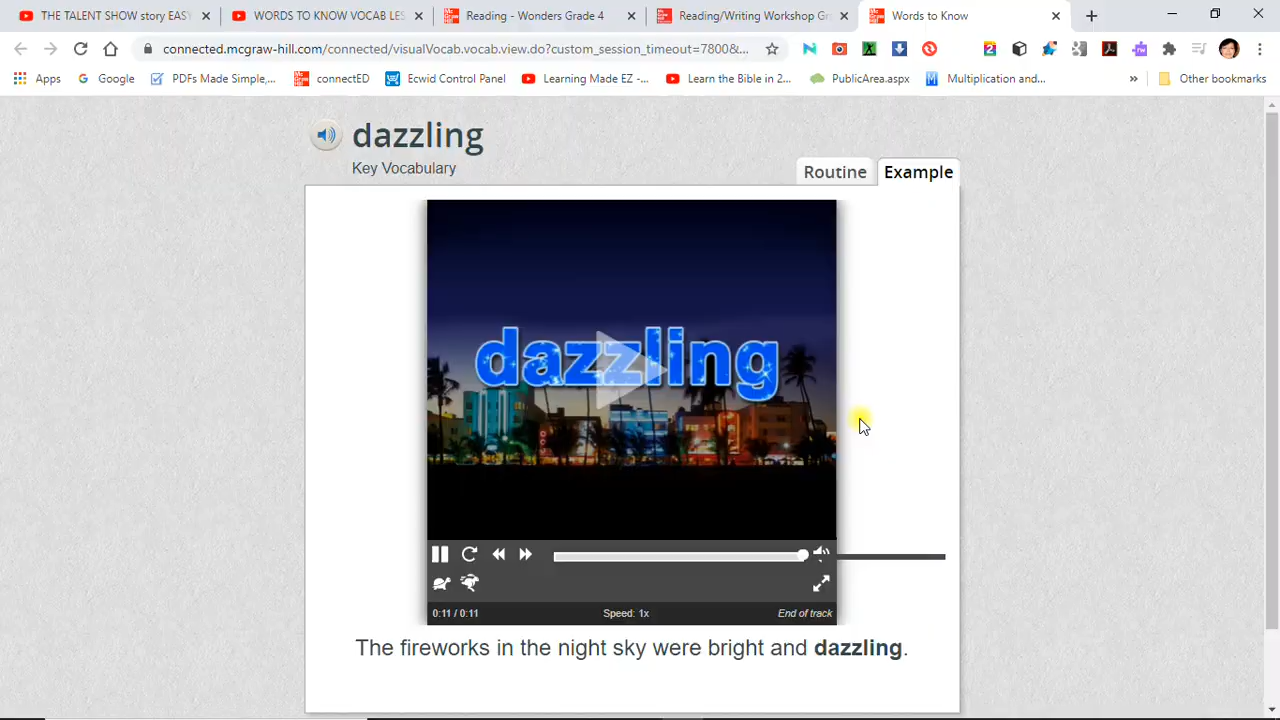 THE TALENT SHOW story EASY
WORDS TO KNOW VOCAB LES
Reading - Wonders Grade 4
Reading/Writing Workshop Gr
Words to Know
connected.mcgraw-hill.com/connected/visualVocab.vocab.view.do?custom_session_timeout=7800&...
Apps
Google
PDFs Made Simple,...
connectED
Ecwid Control Panel
Learning Made EZ -...
Learn the Bible in 2...
PublicArea.aspx
Multiplication and...
»
Other bookmarks
dazzling
Key Vocabulary
Routine
Example
dazzling
0:11 / 0:11
Speed: 1x
End of track
The fireworks in the night sky were bright and dazzling.